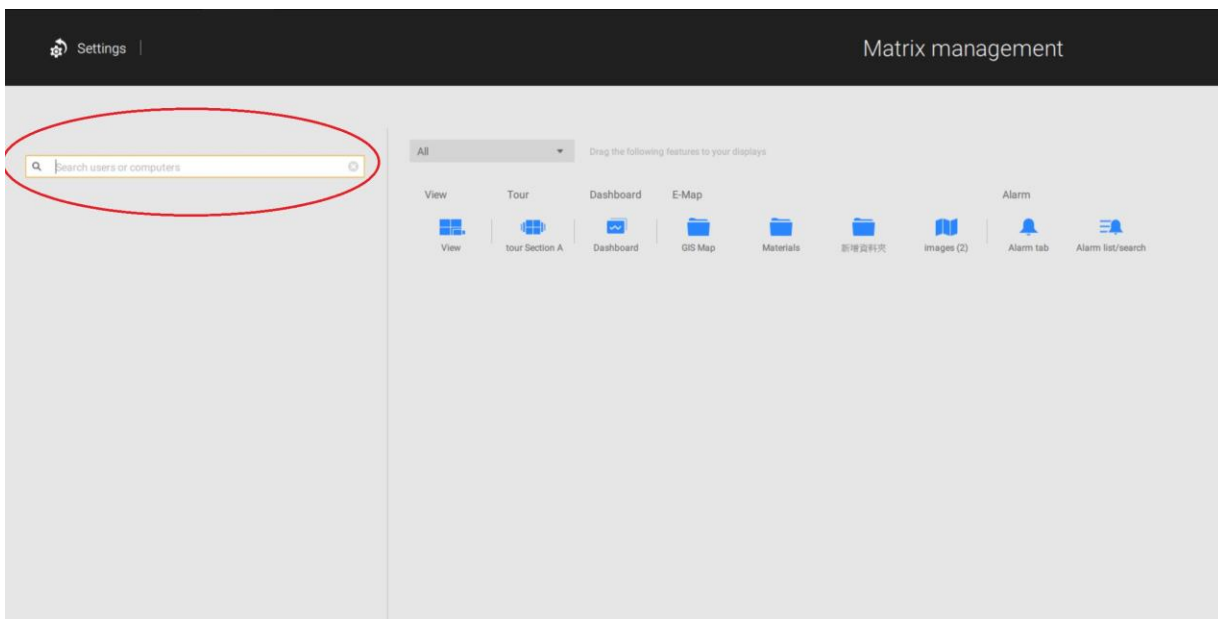 Settings
Matrix management
Search users or computers
All
Drag the following features to your displays
View Tour Dashboard E-Map Alarm
View tour Section A Dashboard GIS Map Materials 新增資料夾 images (2) Alarm tab Alarm list/search